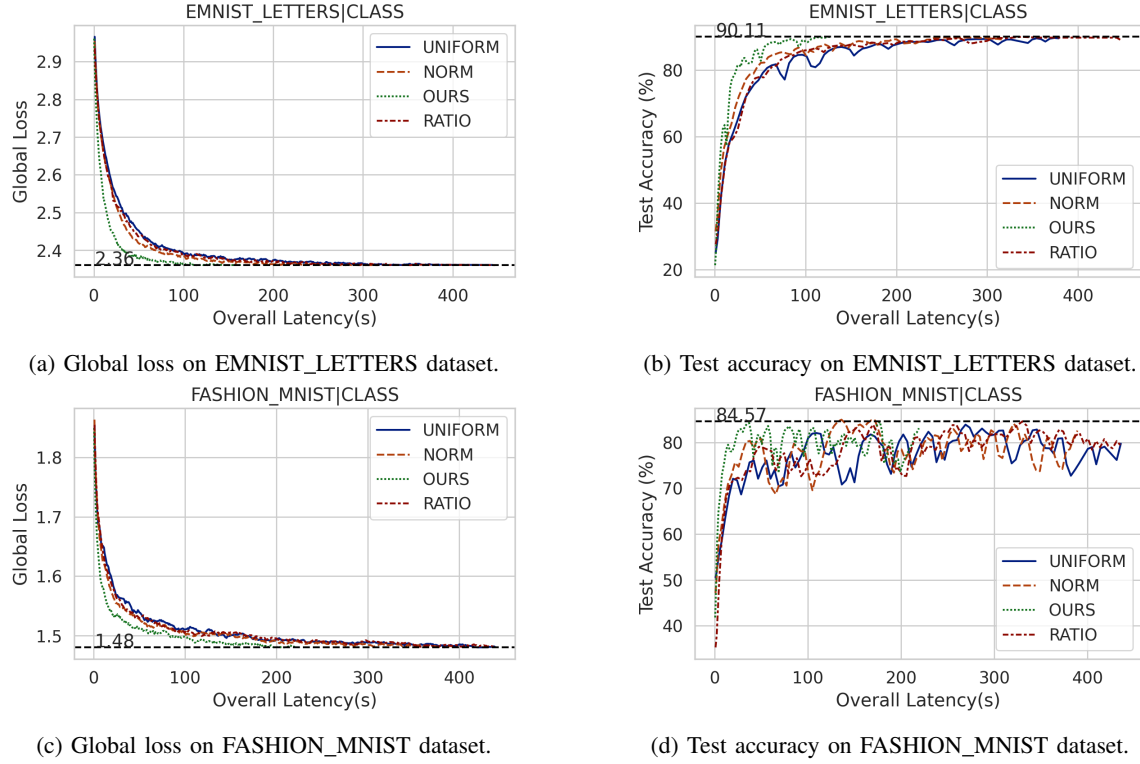 EMNIST_LETTERS|CLASS
2.9
2.8
2.7
2.6
2.5
2.4
Global Loss
UNIFORM
NORM
OURS
RATIO
2.36
0 100 200 300 400
Overall Latency(s)
(a) Global loss on EMNIST_LETTERS dataset.
EMNIST_LETTERS|CLASS
90.11
80
60
40
20
Test Accuracy (%)
UNIFORM
NORM
OURS
RATIO
0 100 200 300 400
Overall Latency(s)
(b) Test accuracy on EMNIST_LETTERS dataset.
FASHION_MNIST|CLASS
1.8
1.7
1.6
1.5
Global Loss
UNIFORM
NORM
OURS
RATIO
1.48
0 100 200 300 400
Overall Latency(s)
(c) Global loss on FASHION_MNIST dataset.
FASHION_MNIST|CLASS
84.57
80
70
60
50
40
Test Accuracy (%)
UNIFORM
NORM
OURS
RATIO
0 100 200 300 400
Overall Latency(s)
(d) Test accuracy on FASHION_MNIST dataset.